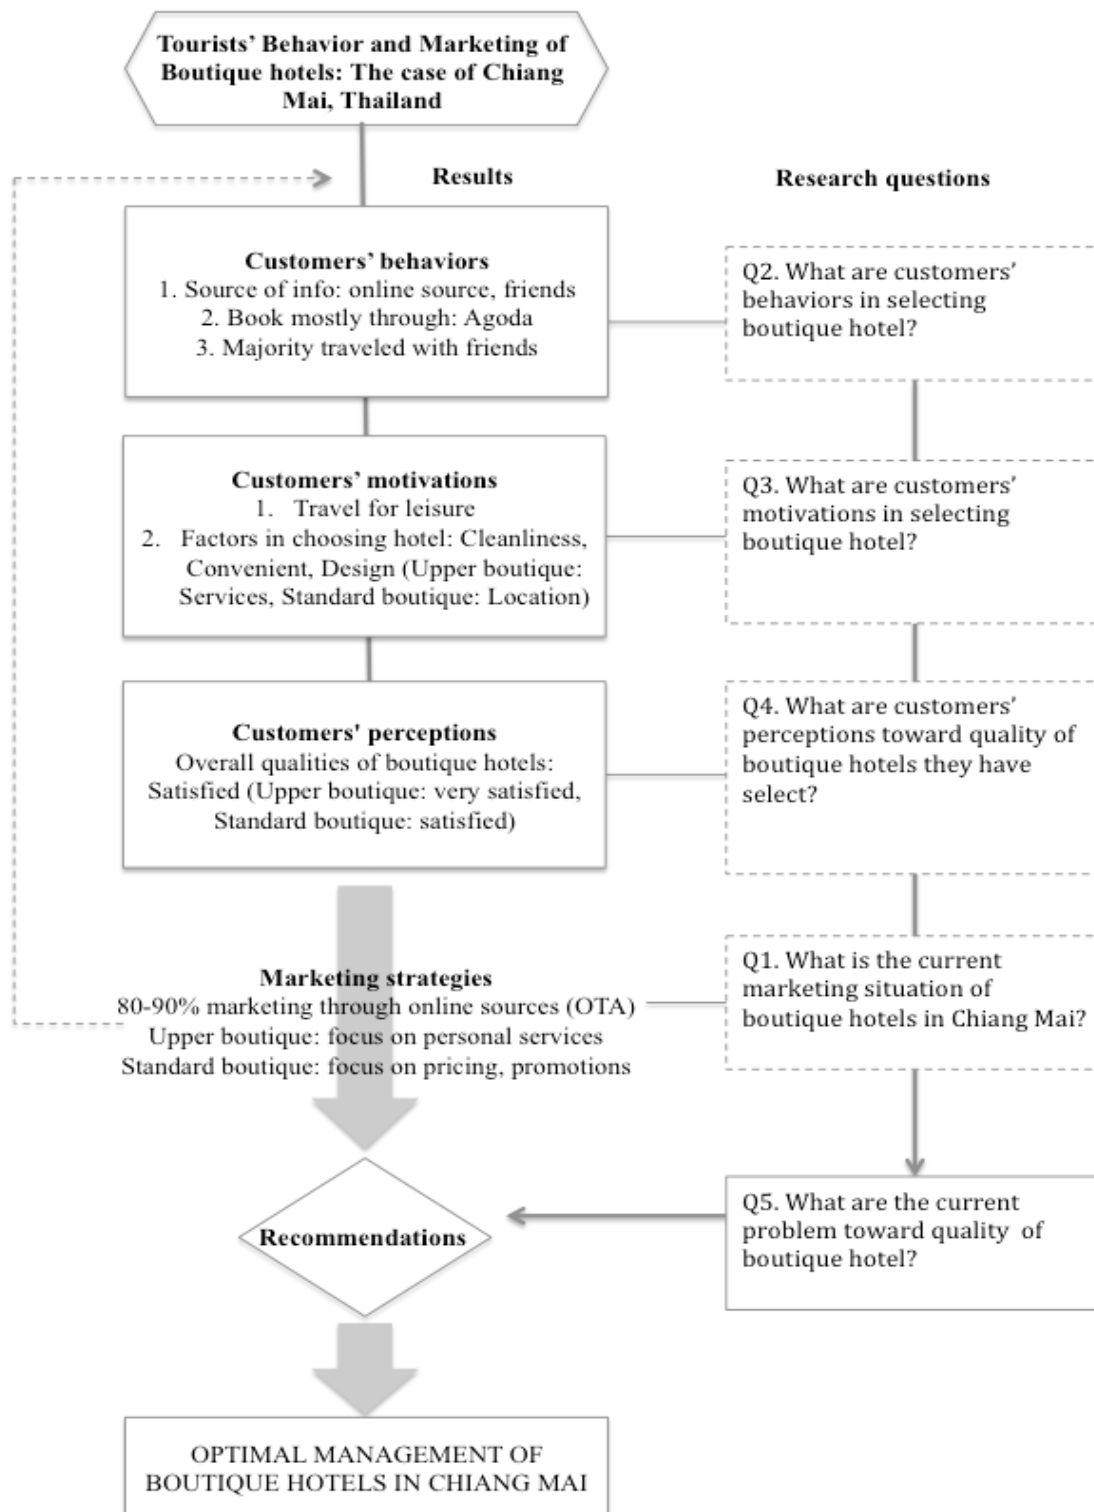 Tourists’ Behavior and Marketing of
Boutique hotels: The case of Chiang
Mai, Thailand
Results
Research questions
Customers’ behaviors
1. Source of info: online source, friends
2. Book mostly through: Agoda
3. Majority traveled with friends
Q2. What are customers’
behaviors in selecting
boutique hotel?
Customers’ motivations
1. Travel for leisure
2. Factors in choosing hotel: Cleanliness,
Convenient, Design (Upper boutique:
Services, Standard boutique: Location)
Q3. What are customers’
motivations in selecting
boutique hotel?
Customers' perceptions
Overall qualities of boutique hotels:
Satisfied (Upper boutique: very satisfied,
Standard boutique: satisfied)
Q4. What are customers’
perceptions toward quality of
boutique hotels they have
select?
Marketing strategies
80-90% marketing through online sources (OTA)
Upper boutique: focus on personal services
Standard boutique: focus on pricing, promotions
Q1. What is the current
marketing situation of
boutique hotels in Chiang Mai?
Recommendations
Q5. What are the current
problem toward quality of
boutique hotel?
OPTIMAL MANAGEMENT OF
BOUTIQUE HOTELS IN CHIANG MAI